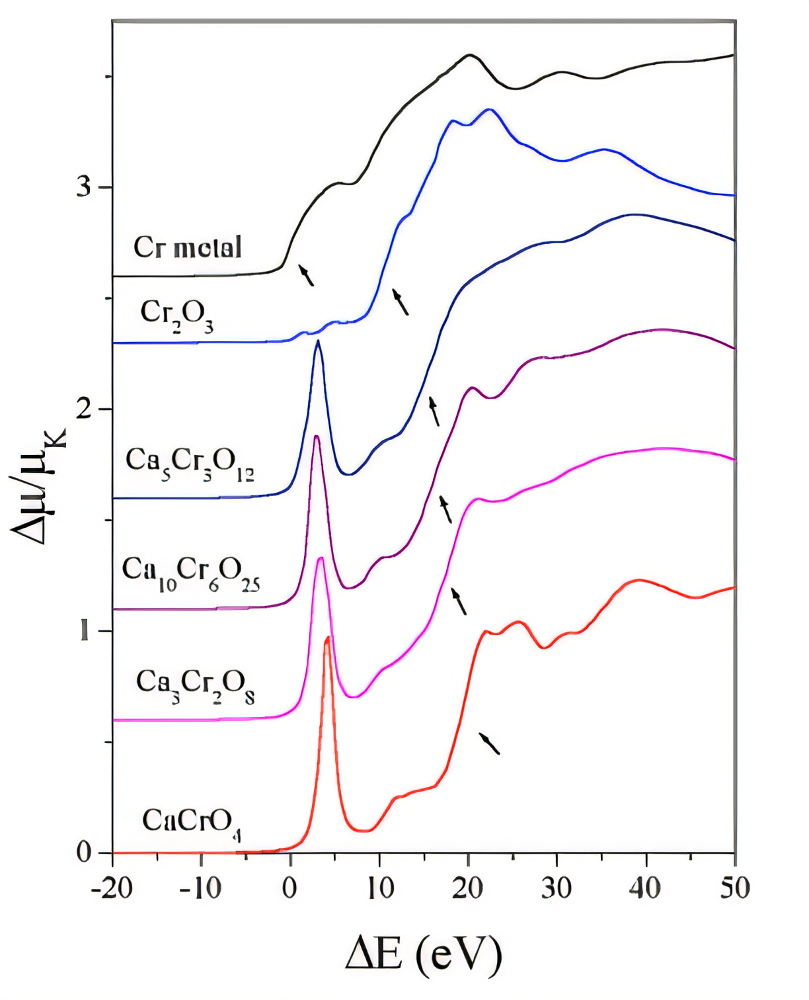 3
Cr metal
Cr₂O₃
2
Ca₅Cr₃O₁₂
Δμ/μ_K
Ca₁₀Cr₆O₂₅
1
Ca₃Cr₂O₈
CaCrO₄
0
-20 -10 0 10 20 30 40 50
ΔE (eV)